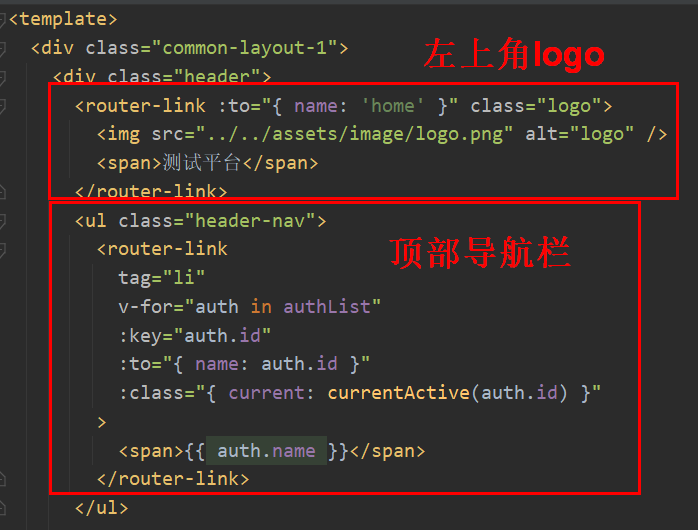 <template>
<div class="common-layout-1">
左上角logo
<div class="header">
<router-link :to="{ name: 'home' }" class="logo">
<img src="../../assets/image/logo.png" alt="logo" />
<span>测试平台</span>
</router-link>
<ul class="header-nav">
顶部导航栏
<router-link
tag="li"
v-for="auth in authList"
:key="auth.id"
:to="{ name: auth.id }"
:class="{ current: currentActive(auth.id) }"
>
<span>{{ auth.name }}</span>
</router-link>
</ul>